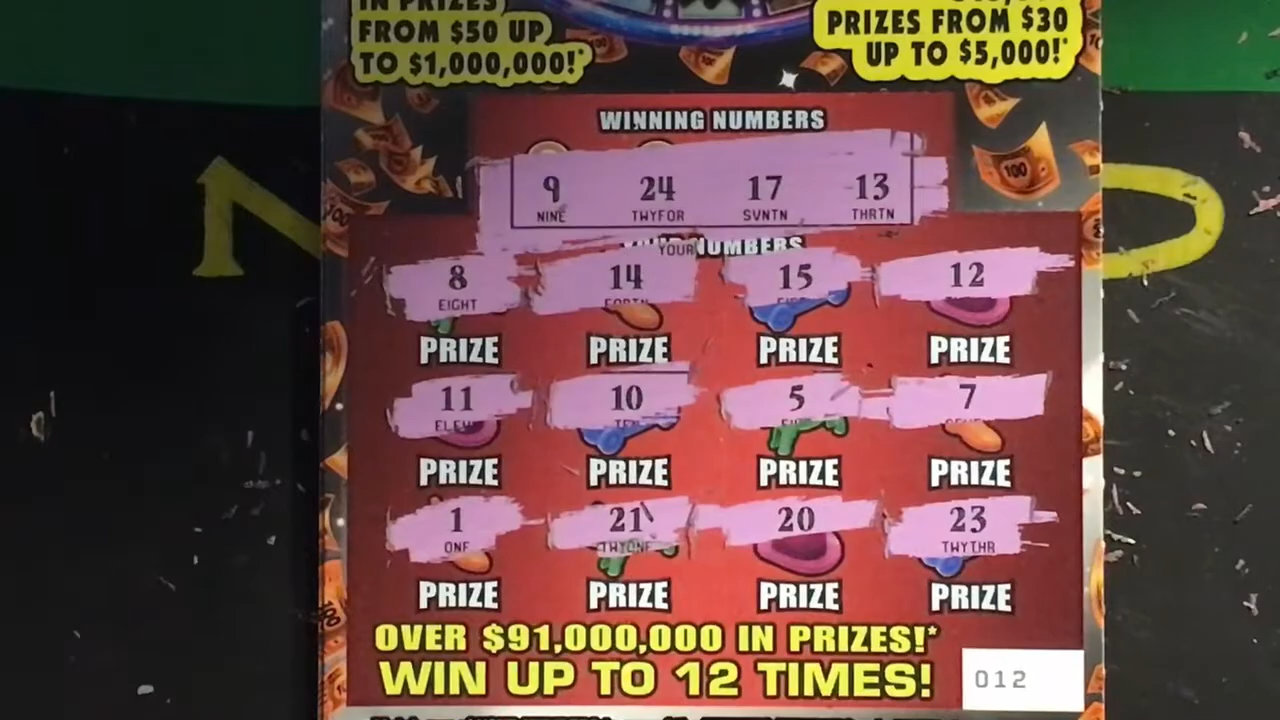 IN PRIZES
FROM $50 UP
TO $1,000,000!*
PRIZES FROM $30
UP TO $5,000!*
WINNING NUMBERS
9 24 17 13
NINE TWYFOR SVNTN THRTN
YOUR NUMBERS
8 14 15 12
EIGHT
PRIZE PRIZE PRIZE PRIZE
11 10 5 7
PRIZE PRIZE PRIZE PRIZE
1 21 20 23
ONE TWYONE TWYTHR
PRIZE PRIZE PRIZE PRIZE
OVER $91,000,000 IN PRIZES!*
WIN UP TO 12 TIMES!
012